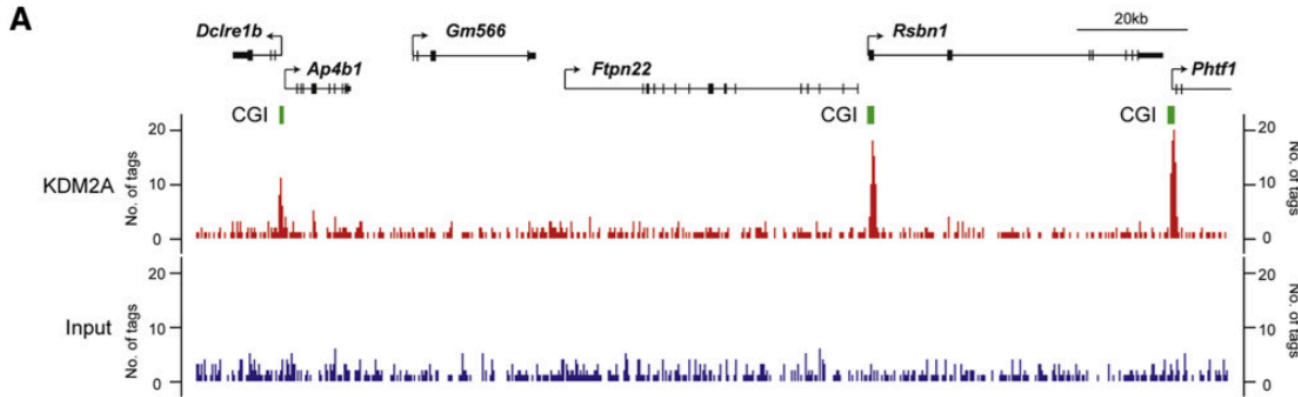 A
20kb
Dclre1b Gm566 Rsbn1
Ap4b1 Ftpn22 Phtf1
CGI CGI CGI
20 20
KDM2A No. of tags 10 10 No. of tags
0 0
20 20
Input No. of tags 10 10 No. of tags
0 0